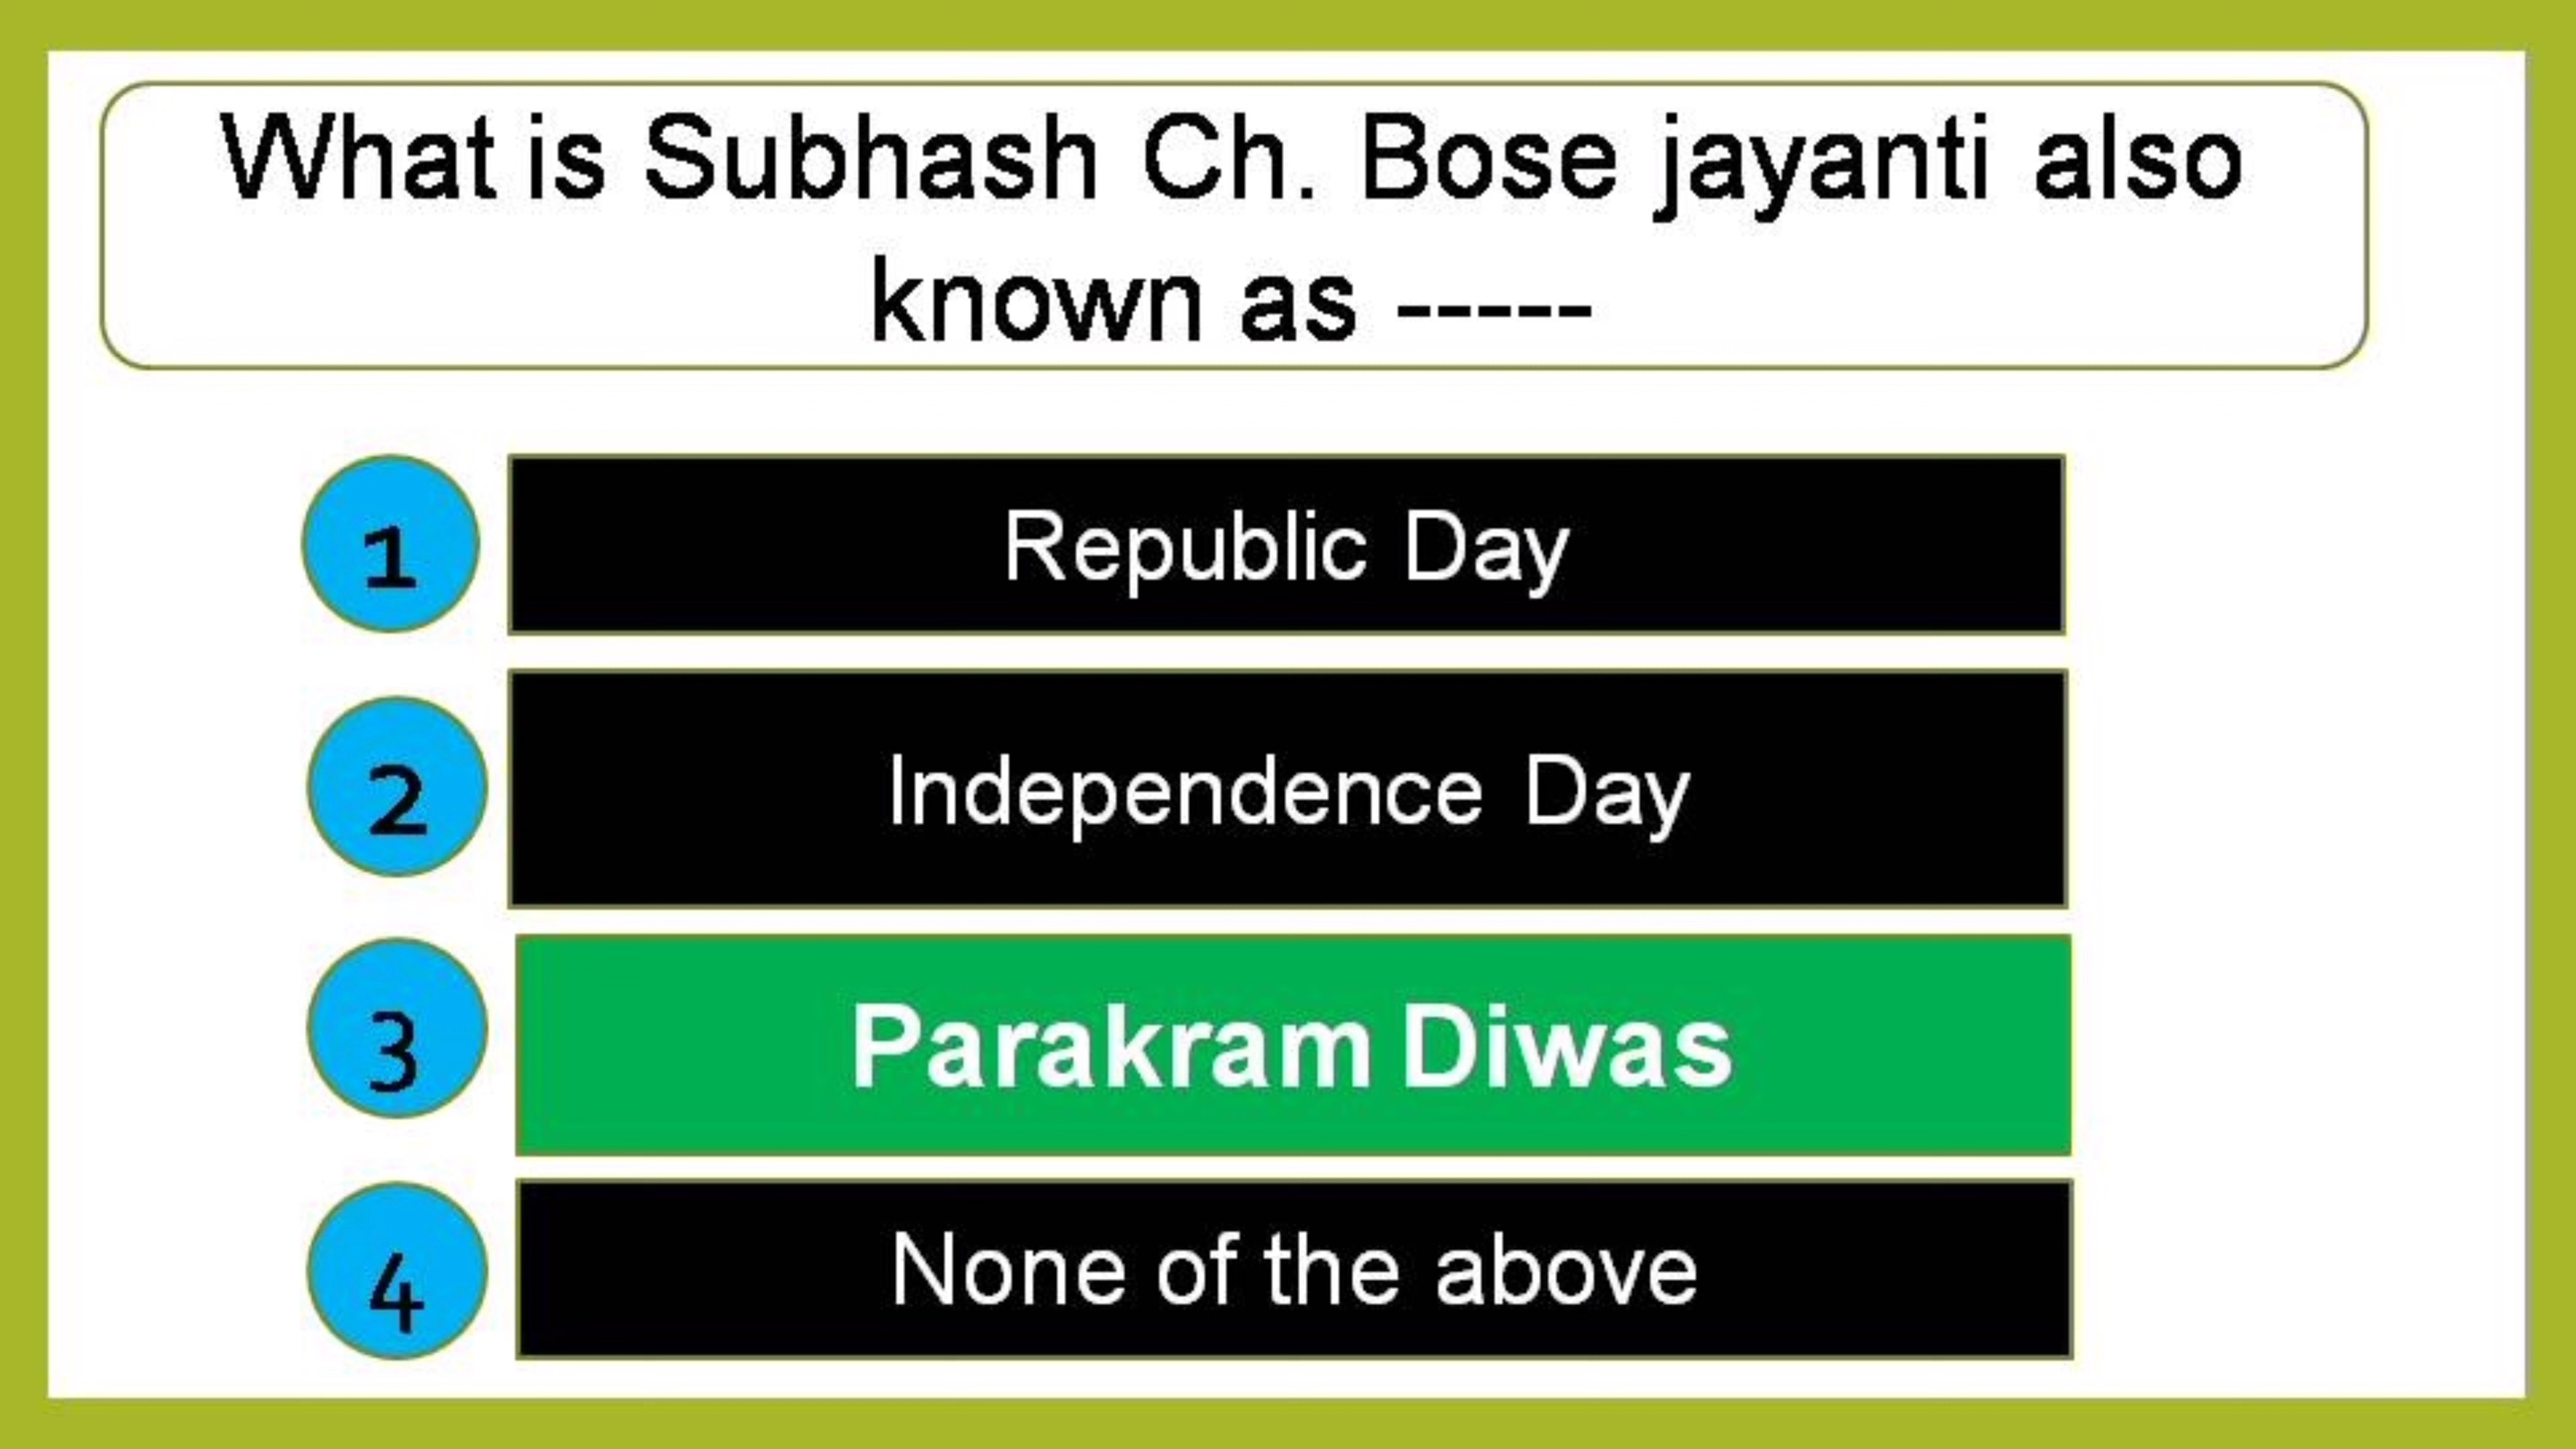 What is Subhash Ch. Bose jayanti also
known as -----
1 Republic Day
2 Independence Day
3 Parakram Diwas
4 None of the above